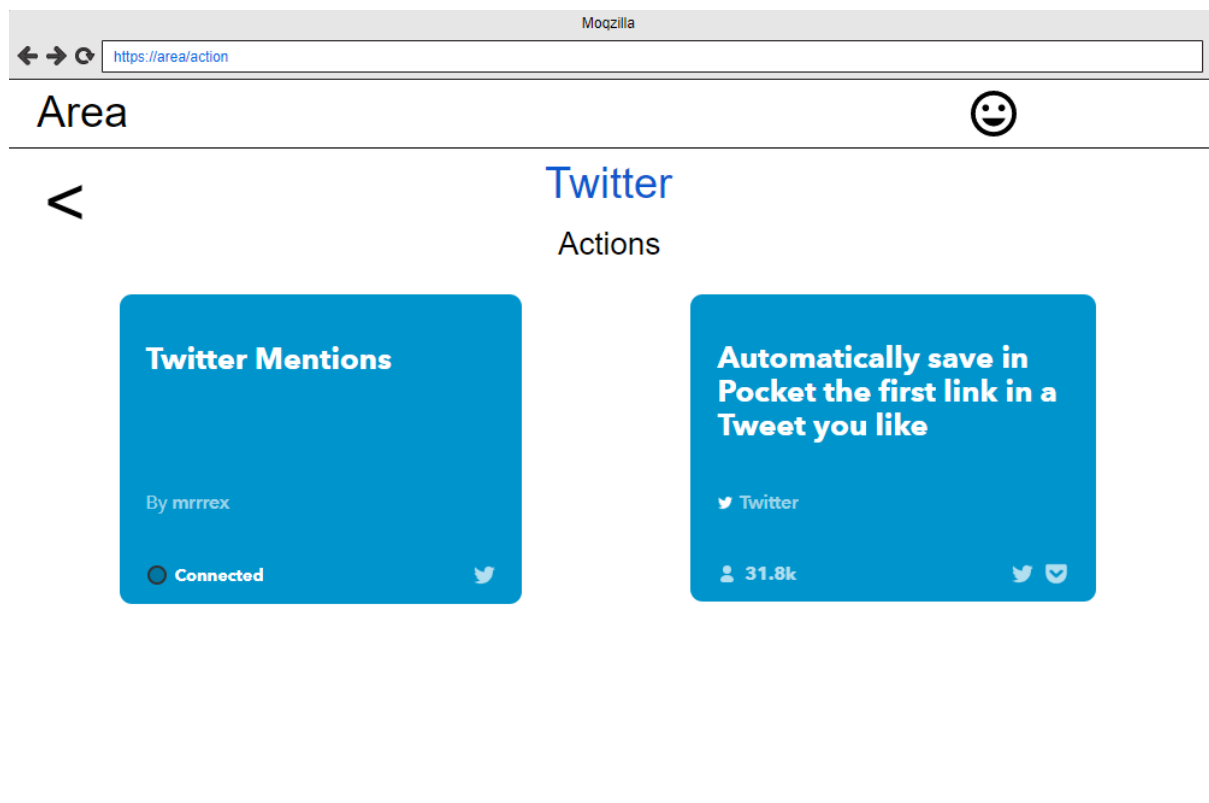 Moqzilla
https://area/action
Area
<
Twitter
Actions
Twitter Mentions
By mrrrex
Connected
Automatically save in
Pocket the first link in a
Tweet you like
Twitter
31.8k